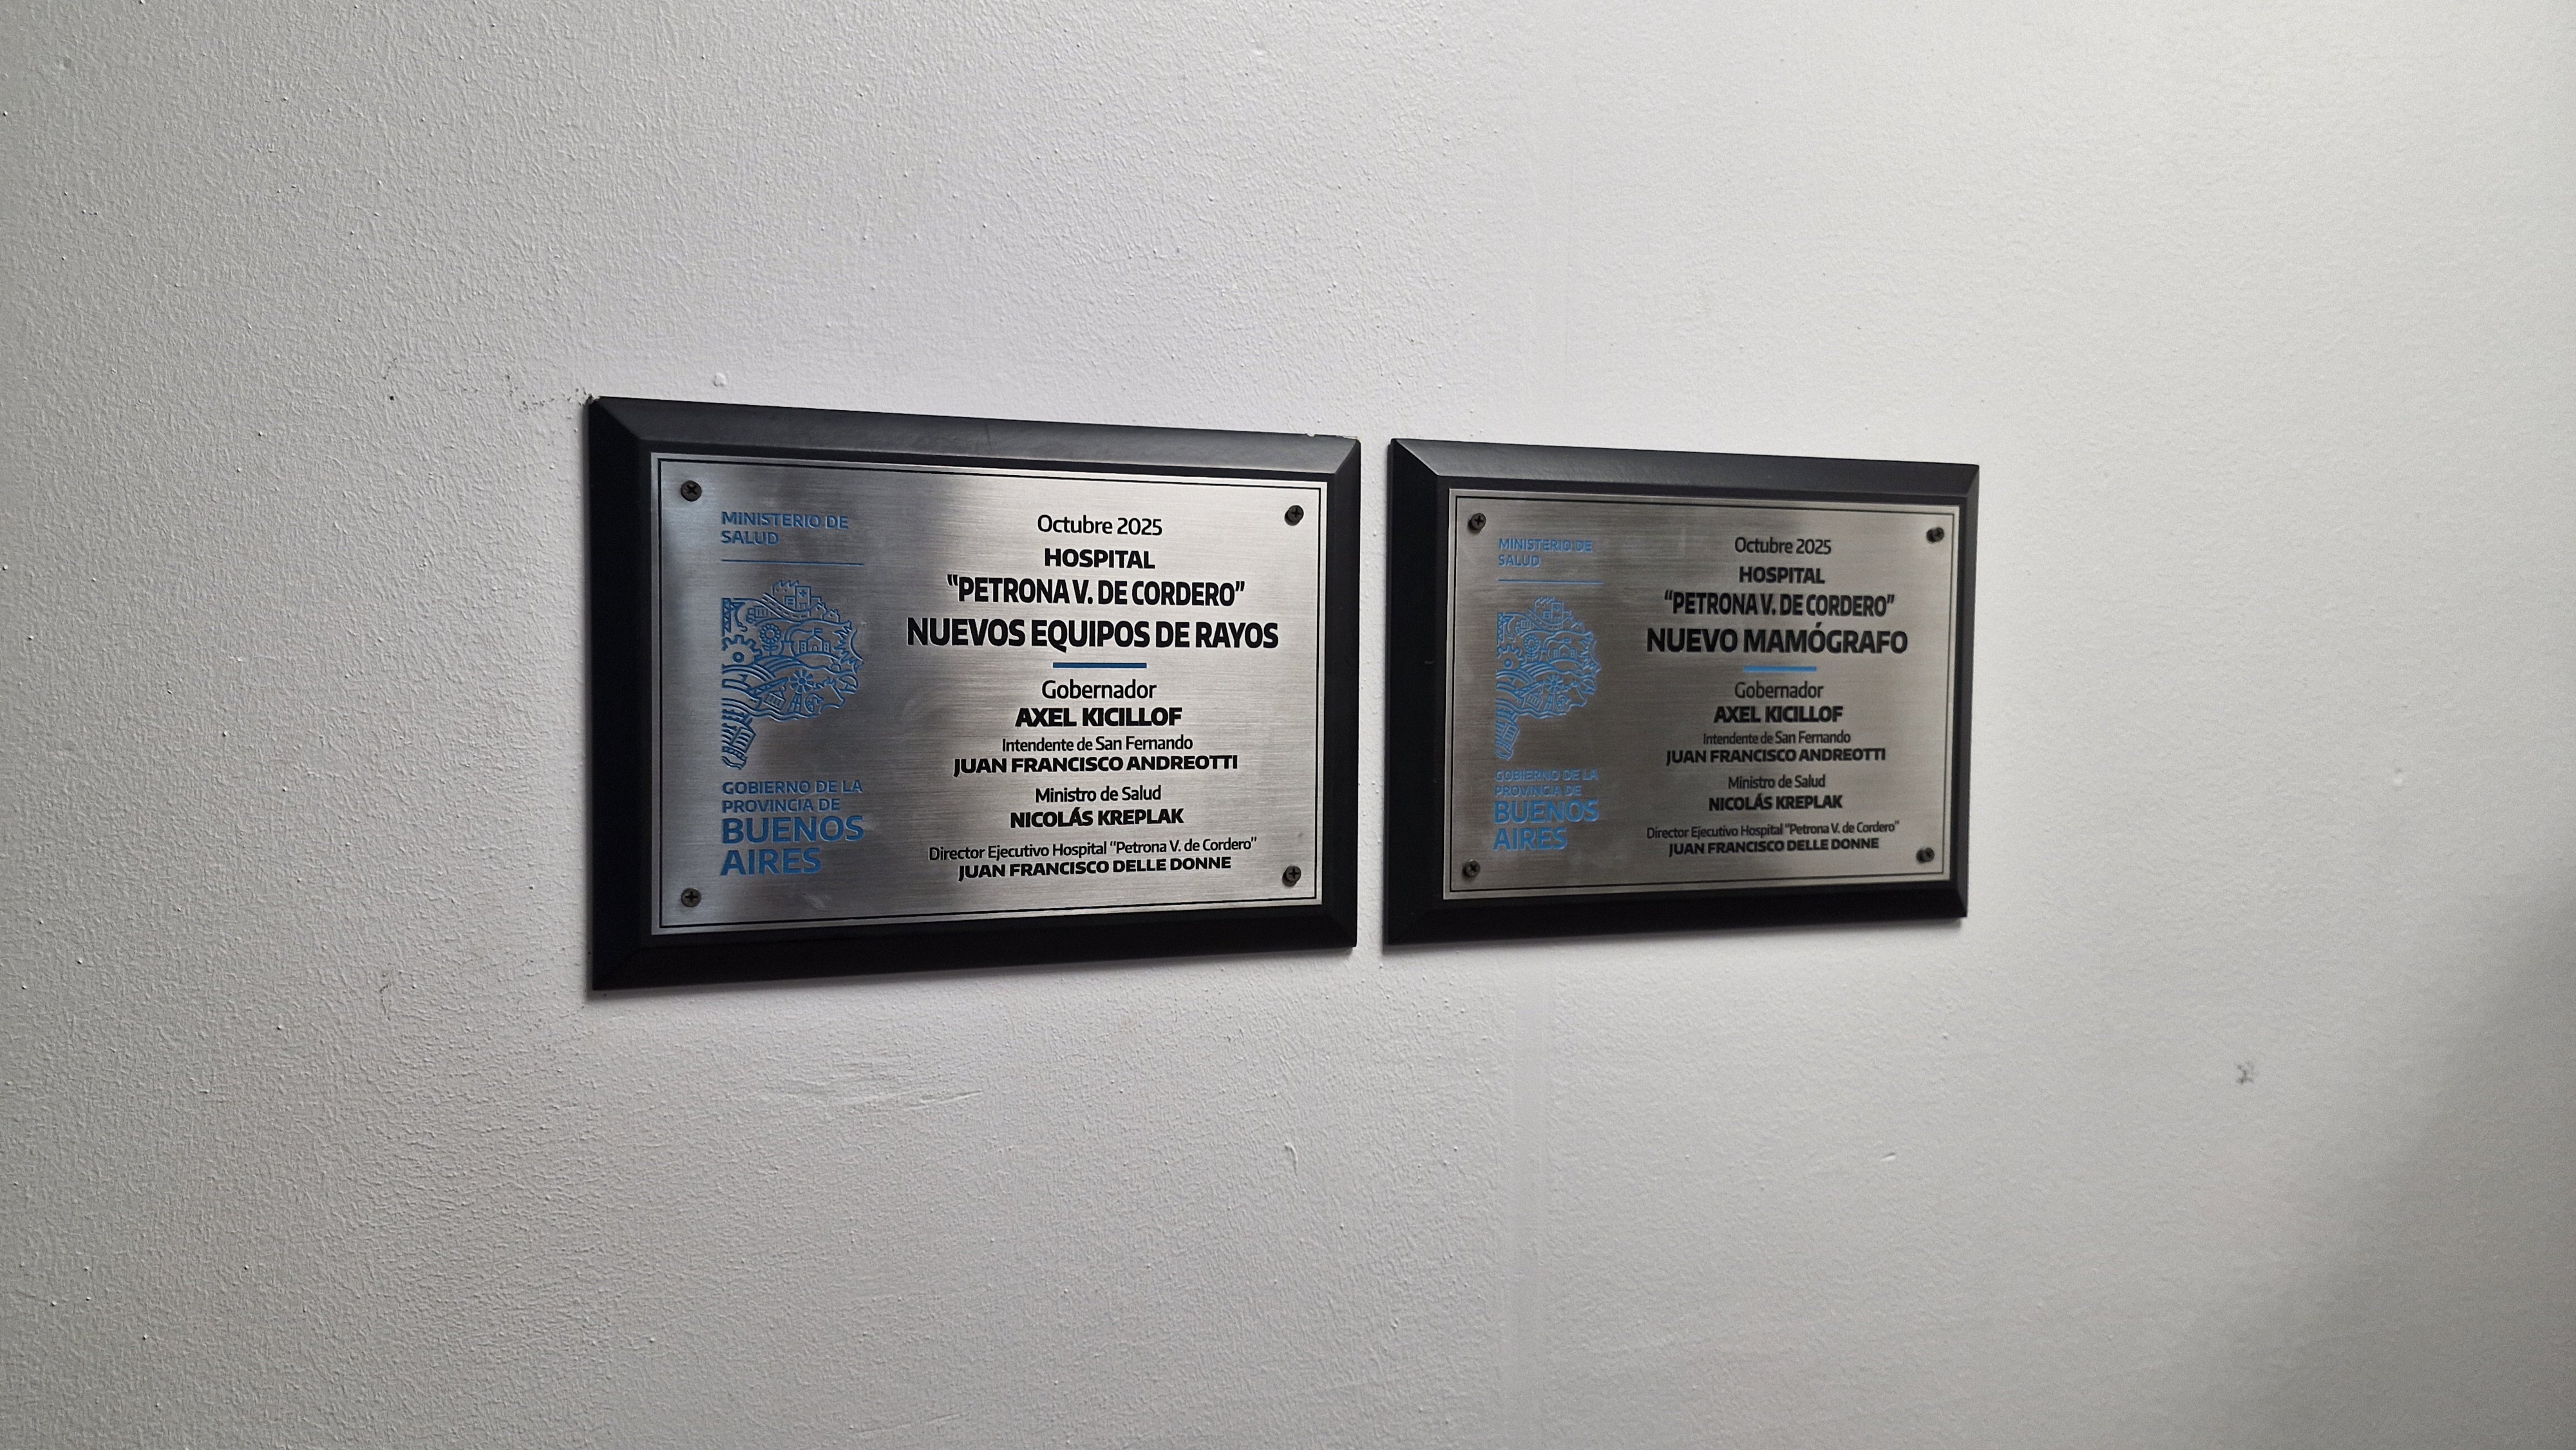 MINISTERIO DE
SALUD
GOBIERNO DE LA
PROVINCIA DE
BUENOS
AIRES
Octubre 2025
HOSPITAL
“PETRONA V. DE CORDERO”
NUEVOS EQUIPOS DE RAYOS
Gobernador
AXEL KICILLOF
Intendente de San Fernando
JUAN FRANCISCO ANDREOTTI
Ministro de Salud
NICOLÁS KREPLAK
Director Ejecutivo Hospital “Petrona V. de Cordero”
JUAN FRANCISCO DELLE DONNE
MINISTERIO DE
SALUD
GOBIERNO DE LA
PROVINCIA DE
BUENOS
AIRES
Octubre 2025
HOSPITAL
“PETRONA V. DE CORDERO”
NUEVO MAMÓGRAFO
Gobernador
AXEL KICILLOF
Intendente de San Fernando
JUAN FRANCISCO ANDREOTTI
Ministro de Salud
NICOLÁS KREPLAK
Director Ejecutivo Hospital “Petrona V. de Cordero”
JUAN FRANCISCO DELLE DONNE